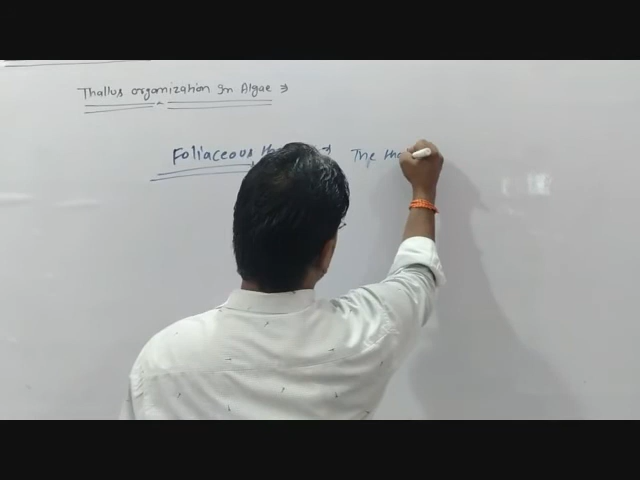 Thallus organization In Algae ⇒
Foliaceous The